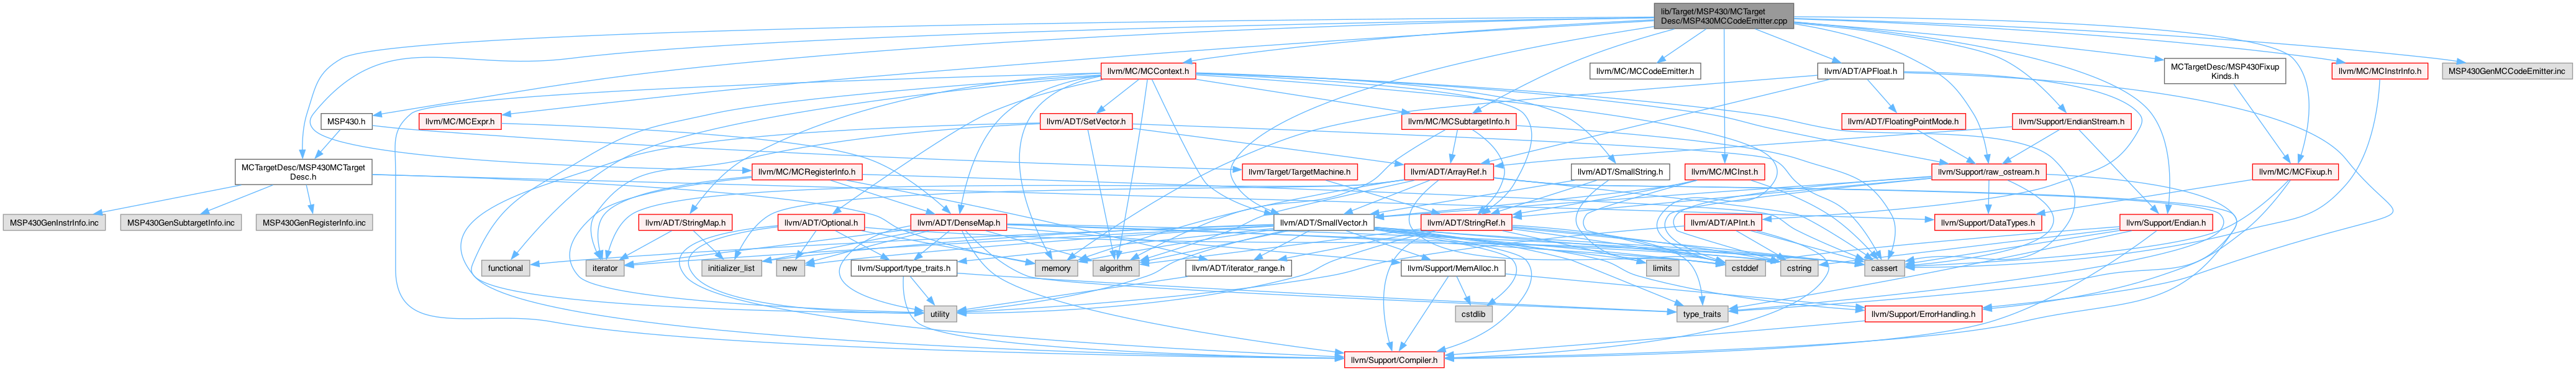 lib/Target/MSP430/MCTarget
Desc/MSP430MCCodeEmitter.cpp
llvm/MC/MCContext.h
llvm/MC/MCCodeEmitter.h
llvm/ADT/APFloat.h
MCTargetDesc/MSP430Fixup
Kinds.h
llvm/MC/MCInstrInfo.h
MSP430GenMCCodeEmitter.inc
MSP430.h
llvm/MC/MCExpr.h
llvm/ADT/SetVector.h
llvm/MC/MCSubtargetInfo.h
llvm/ADT/FloatingPointMode.h
llvm/Support/EndianStream.h
MCTargetDesc/MSP430MCTarget
Desc.h
llvm/MC/MCRegisterInfo.h
llvm/Target/TargetMachine.h
llvm/ADT/ArrayRef.h
llvm/ADT/SmallString.h
llvm/MC/MCInst.h
llvm/Support/raw_ostream.h
llvm/MC/MCFixup.h
MSP430GenInstrInfo.inc
MSP430GenSubtargetInfo.inc
MSP430GenRegisterInfo.inc
llvm/ADT/StringMap.h
llvm/ADT/Optional.h
llvm/ADT/DenseMap.h
llvm/ADT/SmallVector.h
llvm/ADT/StringRef.h
llvm/ADT/APInt.h
llvm/Support/DataTypes.h
llvm/Support/Endian.h
functional
iterator
initializer_list
new
llvm/Support/type_traits.h
memory
algorithm
llvm/ADT/iterator_range.h
llvm/Support/MemAlloc.h
limits
cstddef
cstring
cassert
utility
cstdlib
type_traits
llvm/Support/ErrorHandling.h
llvm/Support/Compiler.h